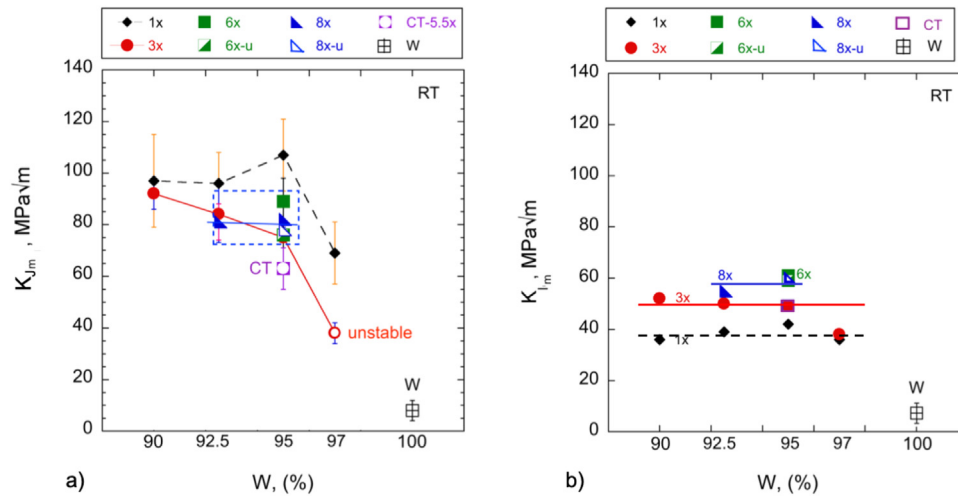 1x 6x 8x CT-5.5x
3x 6x-u 8x-u W
140
120
100
80
60
40
20
0
K_Jm, MPa√m
RT
CT
unstable
W
90 92.5 95 97 100
a) W, (%)
1x 6x 8x CT
3x 6x-u 8x-u W
140
120
100
80
60
40
20
0
K_Im, MPa√m
RT
8x 6x
3x
1x
W
90 92.5 95 97 100
b) W, (%)